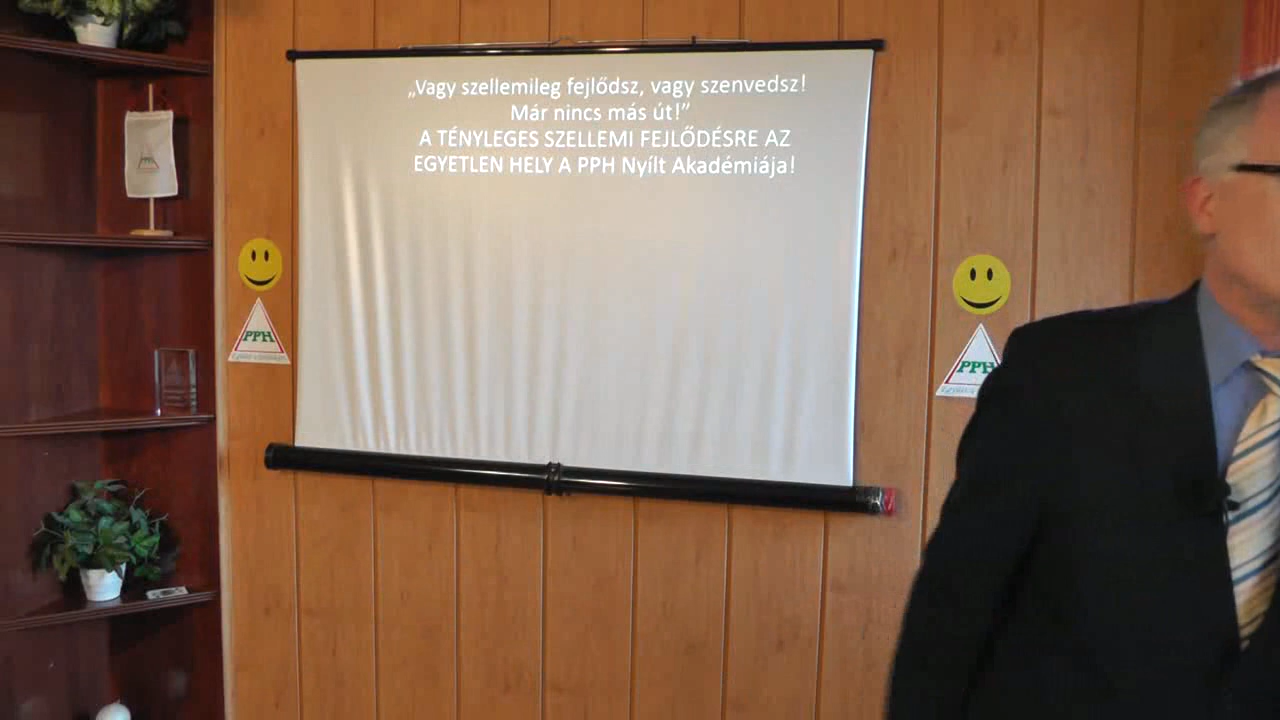 „Vagy szellemileg fejlődsz, vagy szenvedsz!
Már nincs más út!”
A TÉNYLEGES SZELLEMI FEJLŐDÉSRE AZ
EGYETLEN HELY A PPH Nyílt Akadémiája!
PPH
PPH